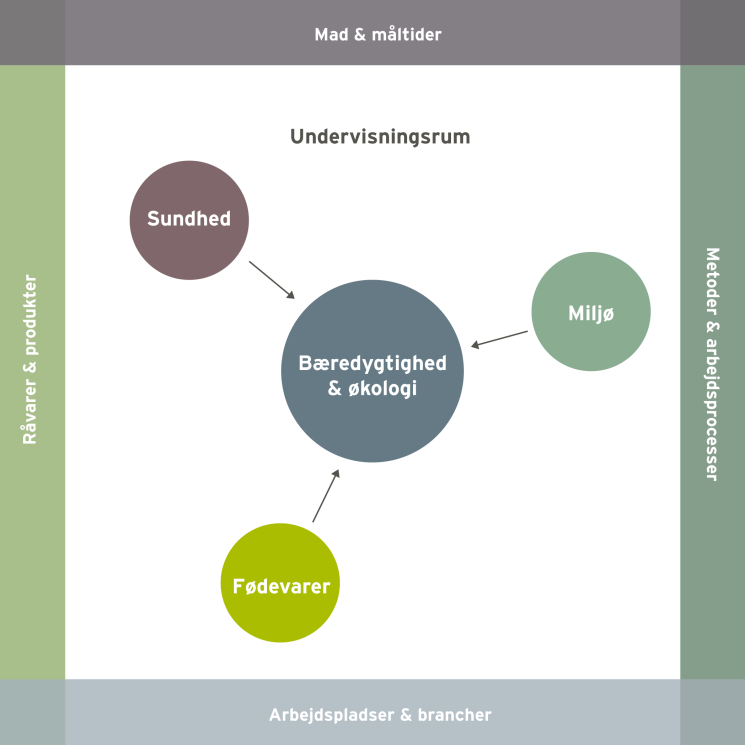 Mad & måltider
Undervisningsrum
Sundhed
Miljø
Bæredygtighed
& økologi
Fødevarer
Råvarer & produkter
Metoder & arbejdsprocesser
Arbejdspladser & brancher